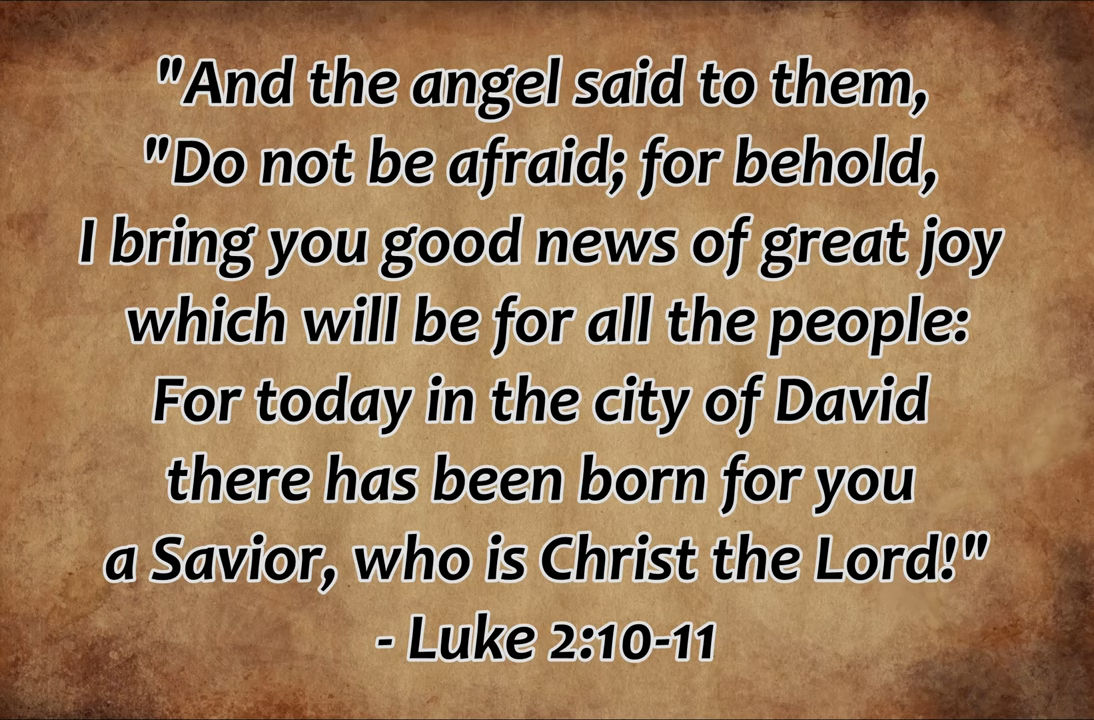 "And the angel said to them,
"Do not be afraid; for behold,
I bring you good news of great joy
which will be for all the people:
For today in the city of David
there has been born for you
a Savior, who is Christ the Lord!"
- Luke 2:10-11